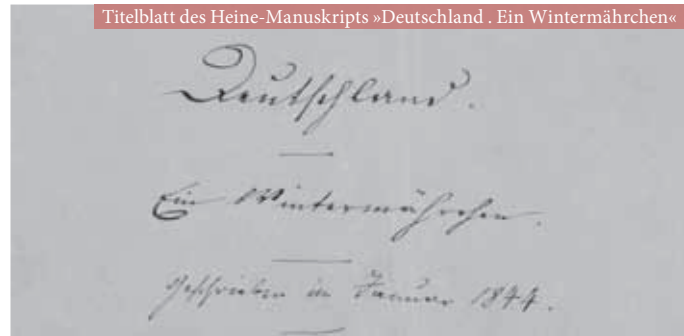 Titelblatt des Heine-Manuskripts »Deutschland . Ein Wintermährchen«
Deutschland.
Ein Wintermährchen.
Geschrieben im Januar 1844.